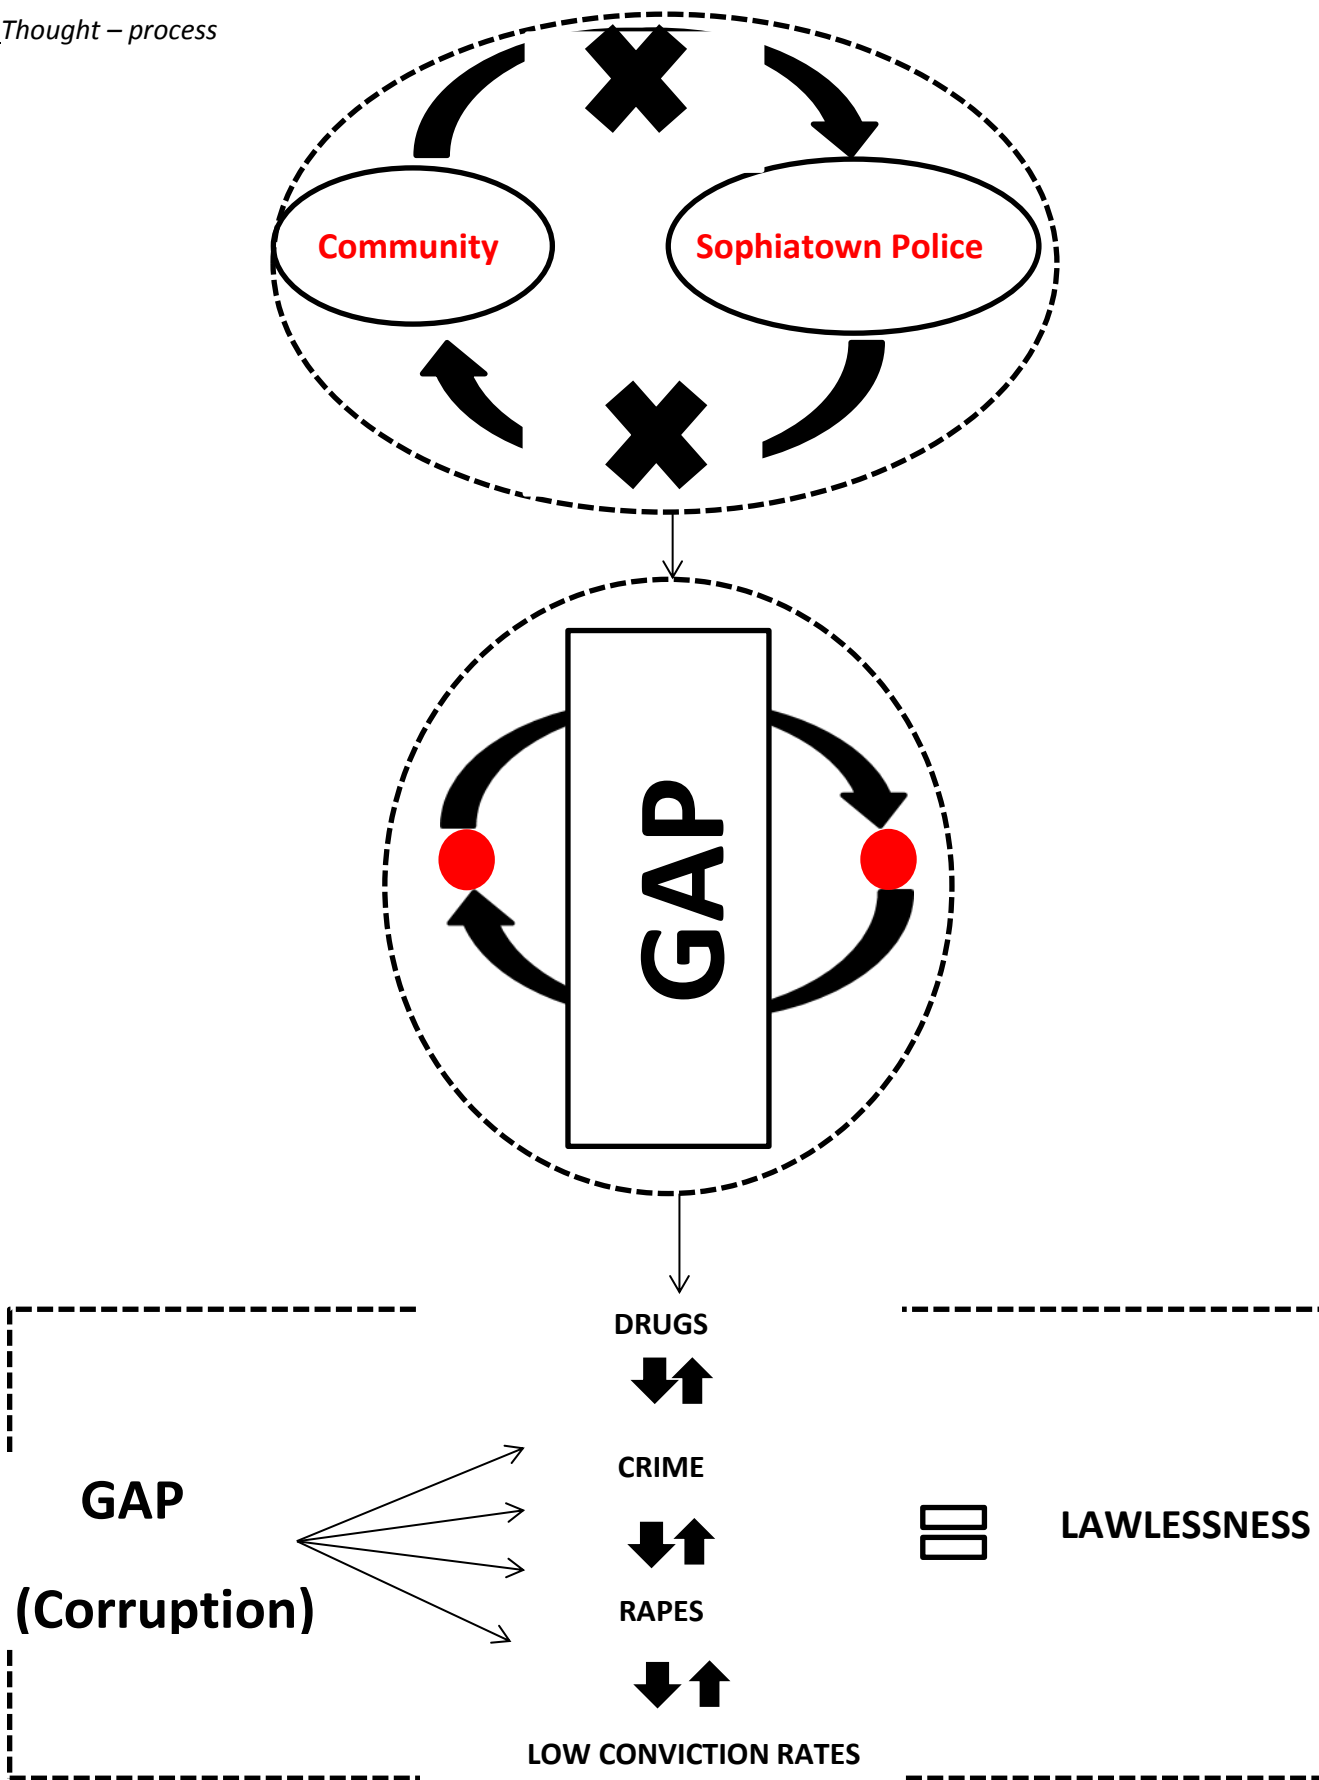 Thought – process
Community
Sophiatown Police
GAP
DRUGS
CRIME
GAP
(Corruption)
LAWLESSNESS
RAPES
LOW CONVICTION RATES